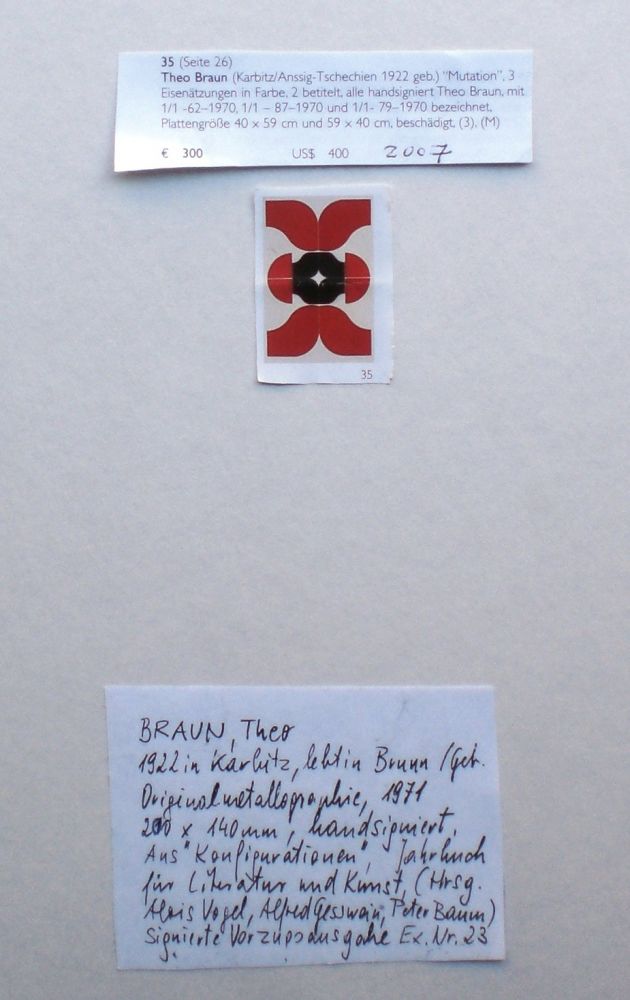 35 (Seite 26)
Theo Braun (Karbitz/Anssig-Tschechien 1922 geb.) "Mutation", 3
Eisenätzungen in Farbe, 2 betitelt, alle handsigniert Theo Braun, mit
1/1 -62–1970, 1/1 – 87–1970 und 1/1- 79–1970 bezeichnet,
Plattengröße 40 x 59 cm und 59 x 40 cm, beschädigt, (3), (M)
€ 300 US$ 400 2007
35
BRAUN, Theo
1922 in Karbitz, lebt in Brunn /Geb.
Originalmetallographie, 1971
200 x 140mm, handsigniert.
Aus "Konfigurationen", Jahrbuch
für Literatur und Kunst, (Hrsg.
Alois Vogel, Alfred Gesswein, Peter Baum)
Signierte Vorzugsausgabe Ex. Nr. 23